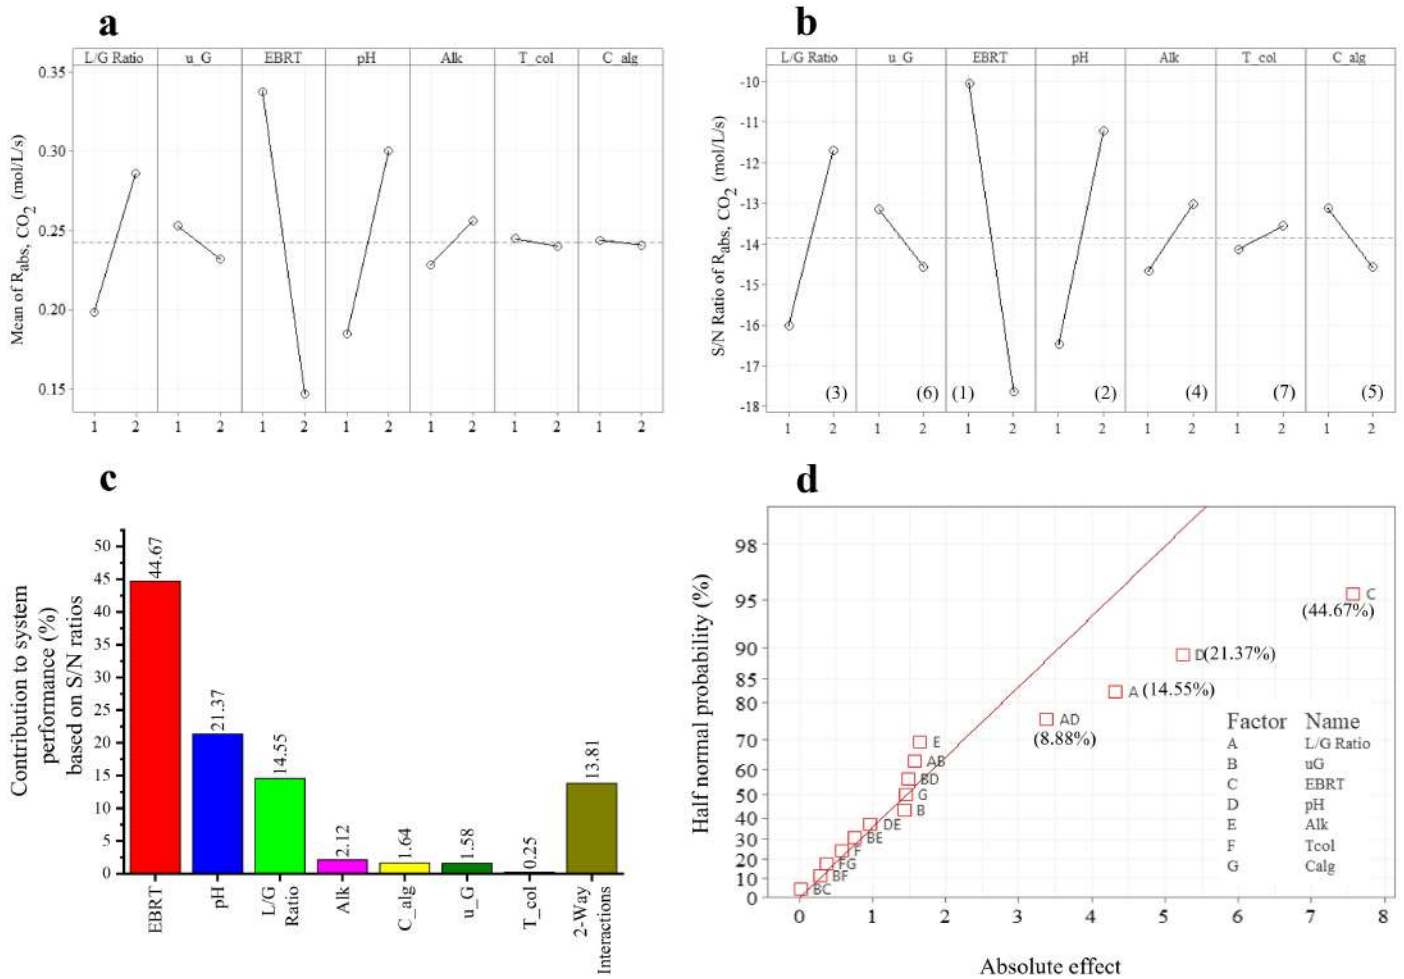 a
L/G Ratio u_G EBRT pH Alk T_col C_alg
Mean of Rabs, CO2 (mol/L/s)
0.35
0.30
0.25
0.20
0.15
1 2 1 2 1 2 1 2 1 2 1 2 1 2
b
L/G Ratio u_G EBRT pH Alk T_col C_alg
S/N Ratio of Rabs, CO2 (mol/L/s)
-10
-11
-12
-13
-14
-15
-16
-17
-18
(3) (6) (1) (2) (4) (7) (5)
1 2 1 2 1 2 1 2 1 2 1 2 1 2
c
Contribution to system
performance (%)
based on S/N ratios
50
45
40
35
30
25
20
15
10
5
0
44.67
21.37
14.55
2.12
1.64
1.58
0.25
13.81
EBRT
pH
L/G
Ratio
Alk
C_alg
u_G
T_col
2-Way
Interactions
d
Half normal probability (%)
98
95
90
85
80
70
60
50
40
30
20
10
0
C
(44.67%)
D(21.37%)
A (14.55%)
AD
(8.88%)
E
AB
BD
G
B
DE
BE
F
FG
BF
BC
Factor Name
A L/G Ratio
B uG
C EBRT
D pH
E Alk
F Tcol
G Calg
0 1 2 3 4 5 6 7 8
Absolute effect